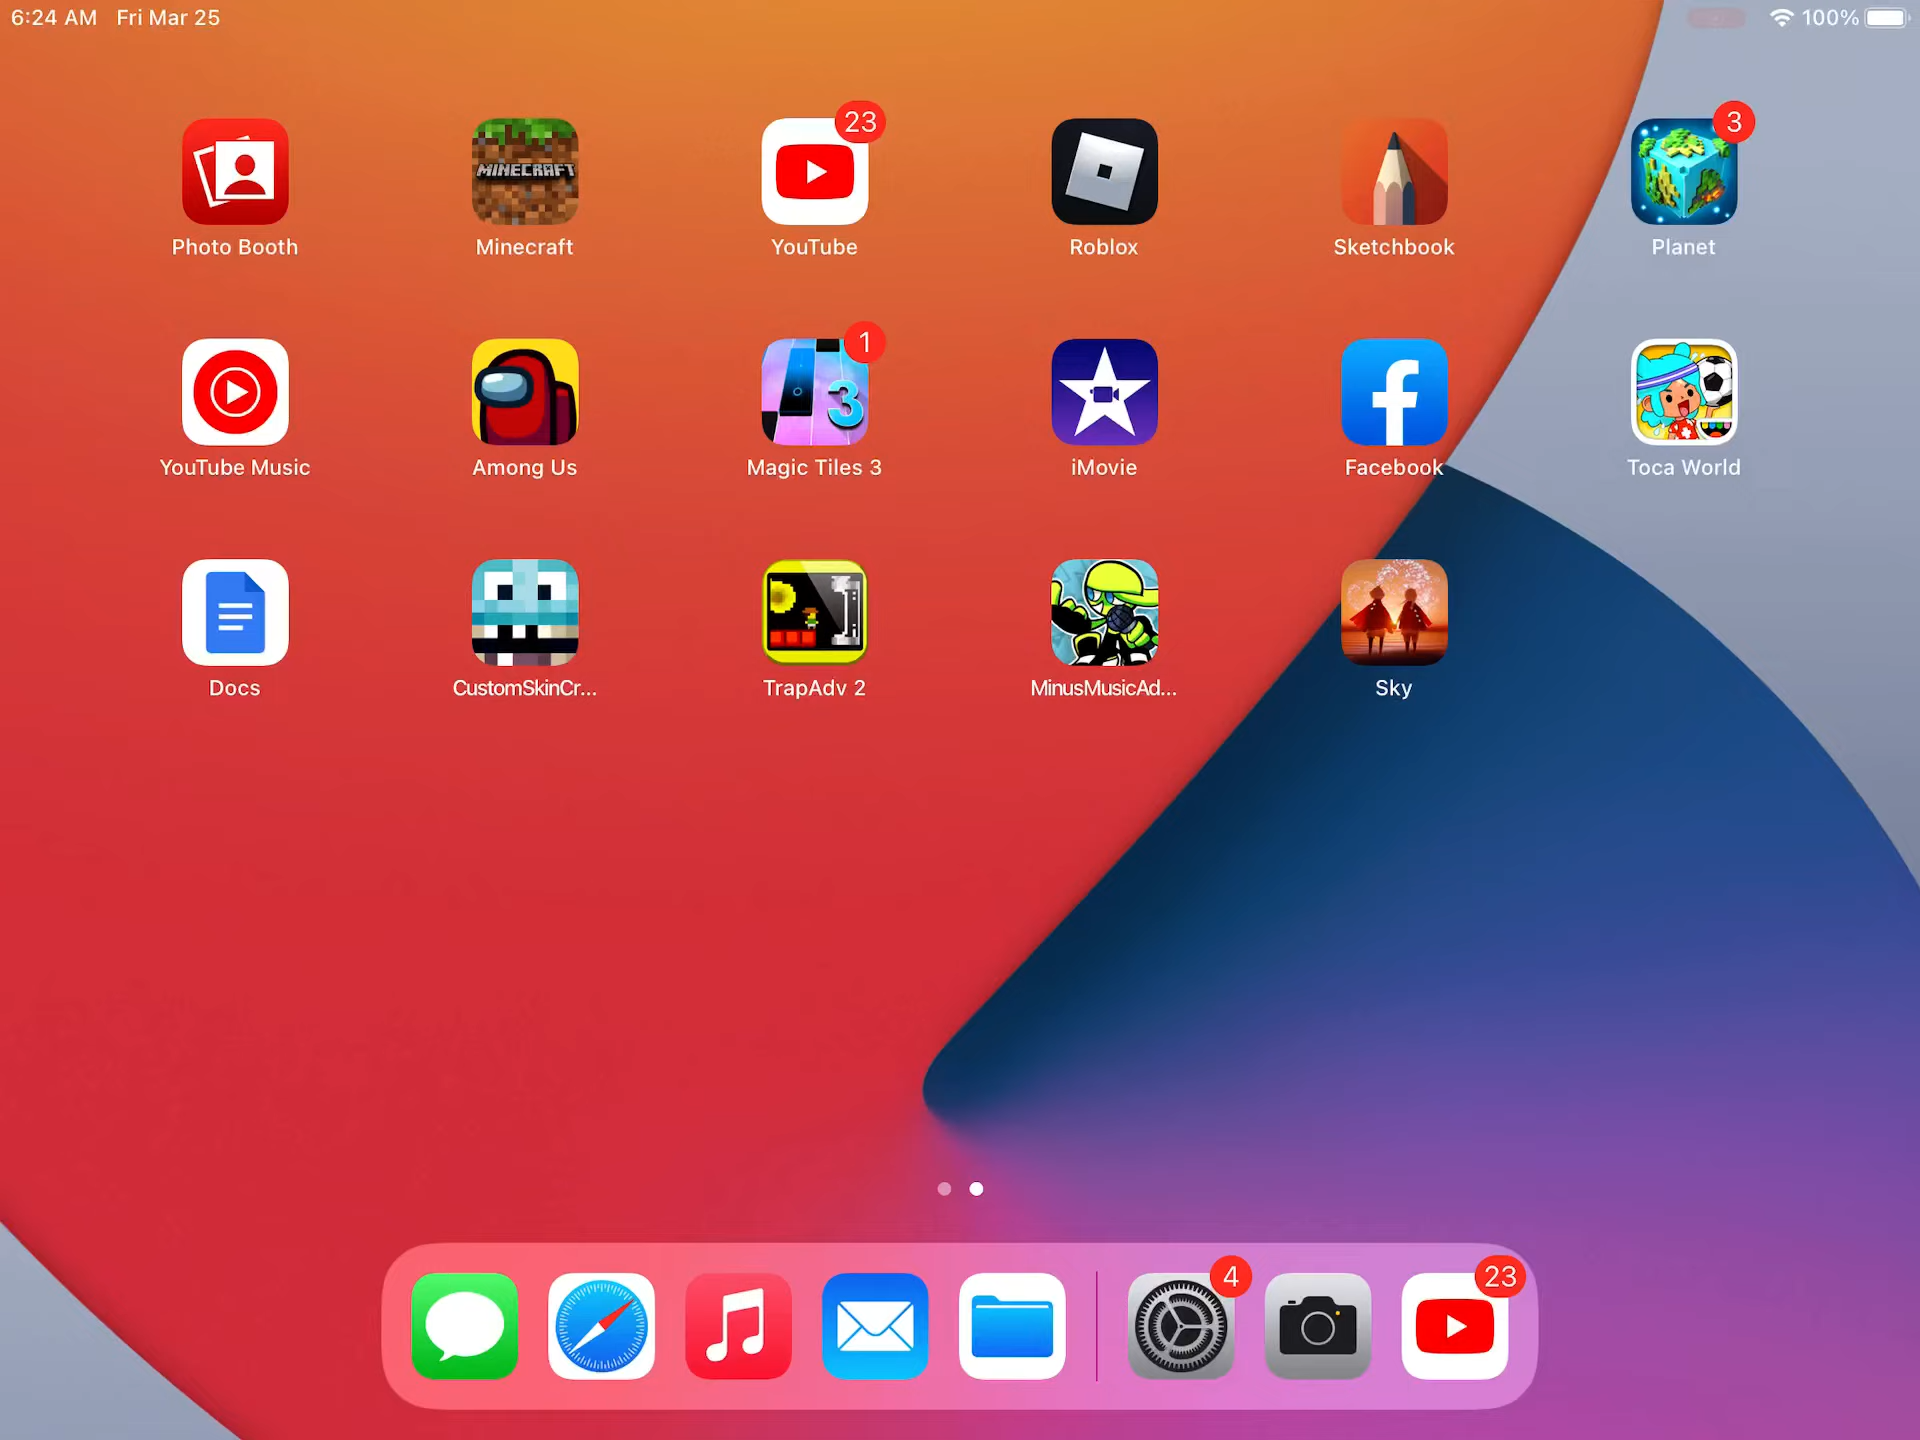 6:24 AM Fri Mar 25
100%
23
3
MINECRAFT
Photo Booth
Minecraft
YouTube
Roblox
Sketchbook
Planet
1
3
YouTube Music
Among Us
Magic Tiles 3
iMovie
Facebook
Toca World
Docs
CustomSkinCr...
TrapAdv 2
MinusMusicAd...
Sky
4
23